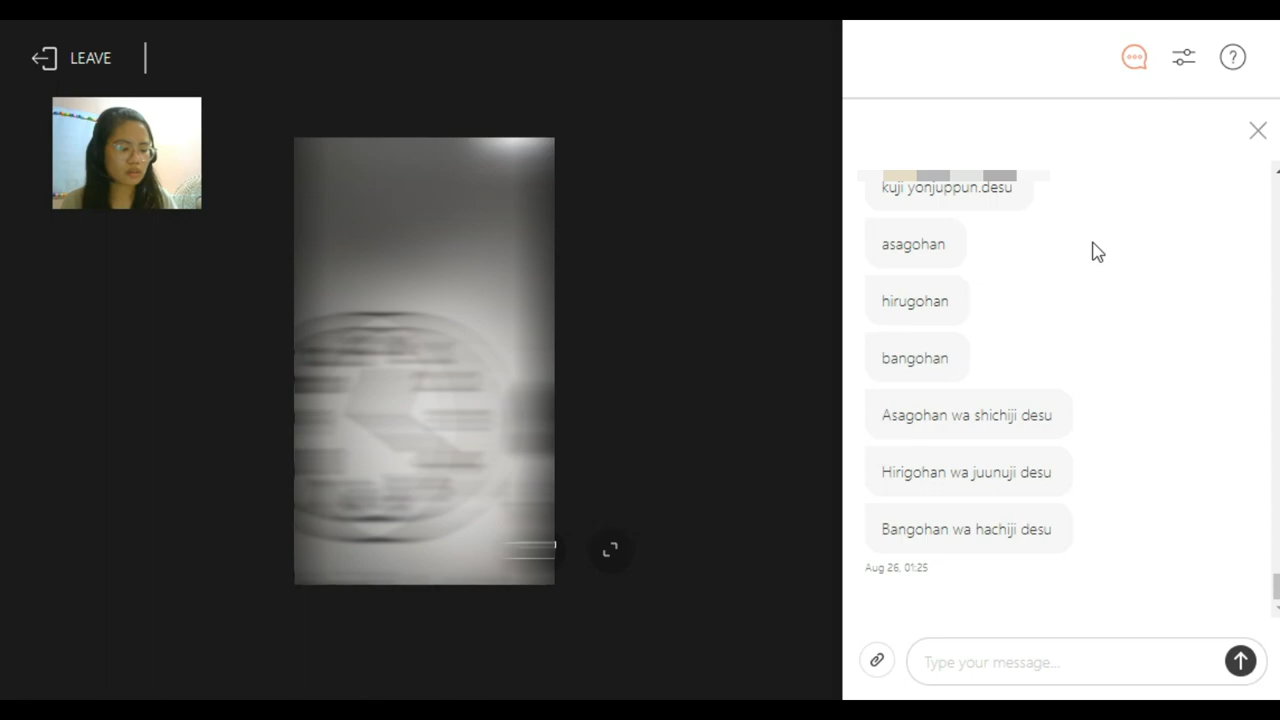 LEAVE
kuji yonjuppun.desu
asagohan
hirugohan
bangohan
Asagohan wa shichiji desu
Hirigohan wa juunuji desu
Bangohan wa hachiji desu
Aug 26, 01:25
Type your message...